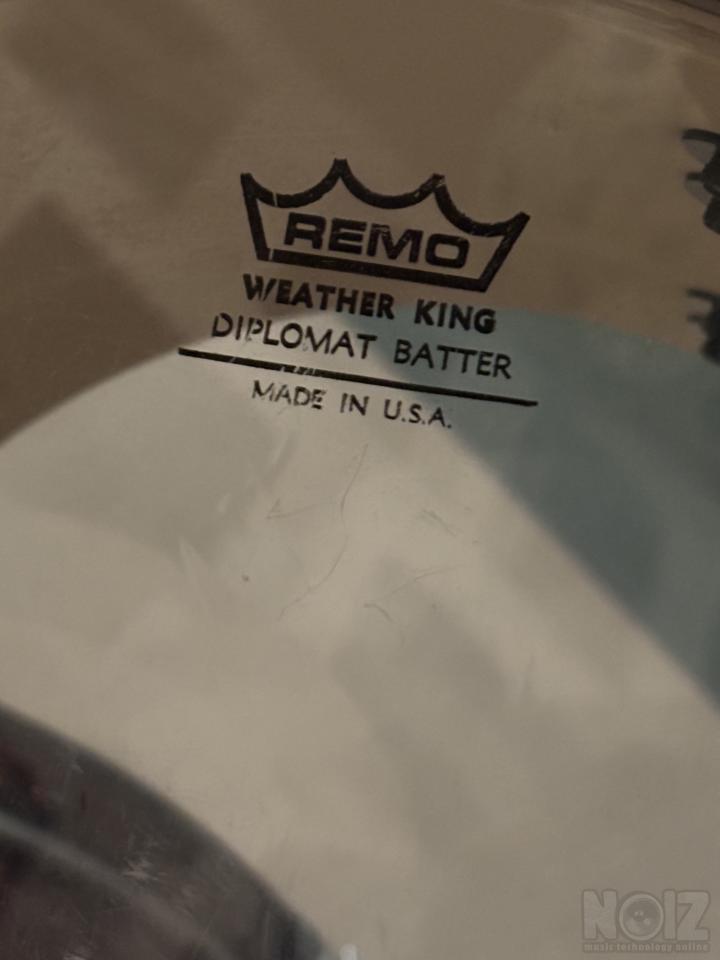 REMO
WEATHER KING
DIPLOMAT BATTER
MADE IN U.S.A.
NOIZ
music technology online